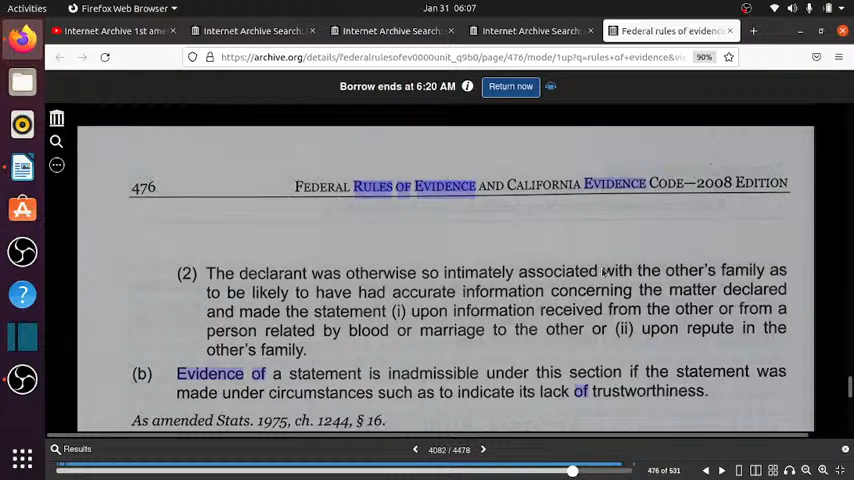 Activities
Firefox Web Browser
Jan 31 06:07
Internet Archive 1st ame
Internet Archive Search:
Internet Archive Search:
Internet Archive Search:
Federal rules of evidence
https://archive.org/details/federalrulesofev0000unit_q9b0/page/476/mode/1up?q=rules+of+evidence&vi
90%
Borrow ends at 6:20 AM
Return now
476
FEDERAL RULES OF EVIDENCE AND CALIFORNIA EVIDENCE CODE—2008 EDITION
(2) The declarant was otherwise so intimately associated with the other's family as
to be likely to have had accurate information concerning the matter declared
and made the statement (i) upon information received from the other or from a
person related by blood or marriage to the other or (ii) upon repute in the
other's family.
(b) Evidence of a statement is inadmissible under this section if the statement was
made under circumstances such as to indicate its lack of trustworthiness.
As amended Stats. 1975, ch. 1244, § 16.
Results
4082 / 4478
476 of 531